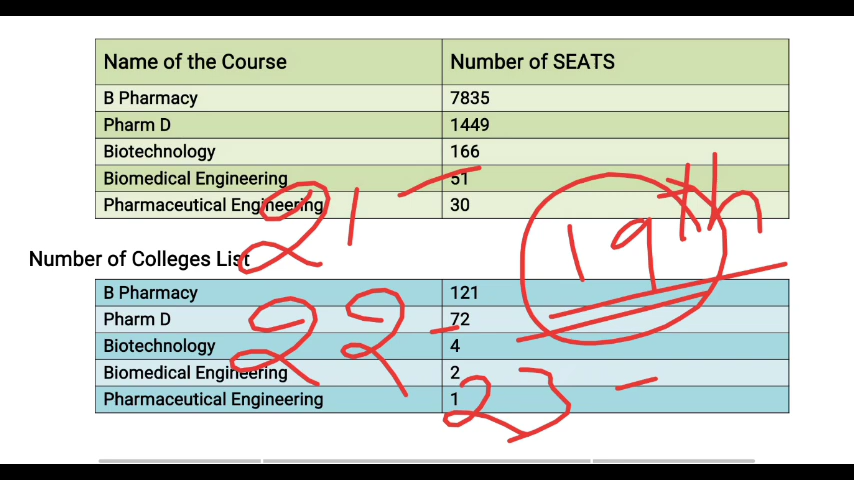 Name of the Course Number of SEATS
B Pharmacy 7835
Pharm D 1449
Biotechnology 166
Biomedical Engineering 51
Pharmaceutical Engineering 30
21 -
19th
Number of Colleges List
B Pharmacy 121
Pharm D 72
22 -
Biotechnology 4
Biomedical Engineering 2
Pharmaceutical Engineering 1
23 -